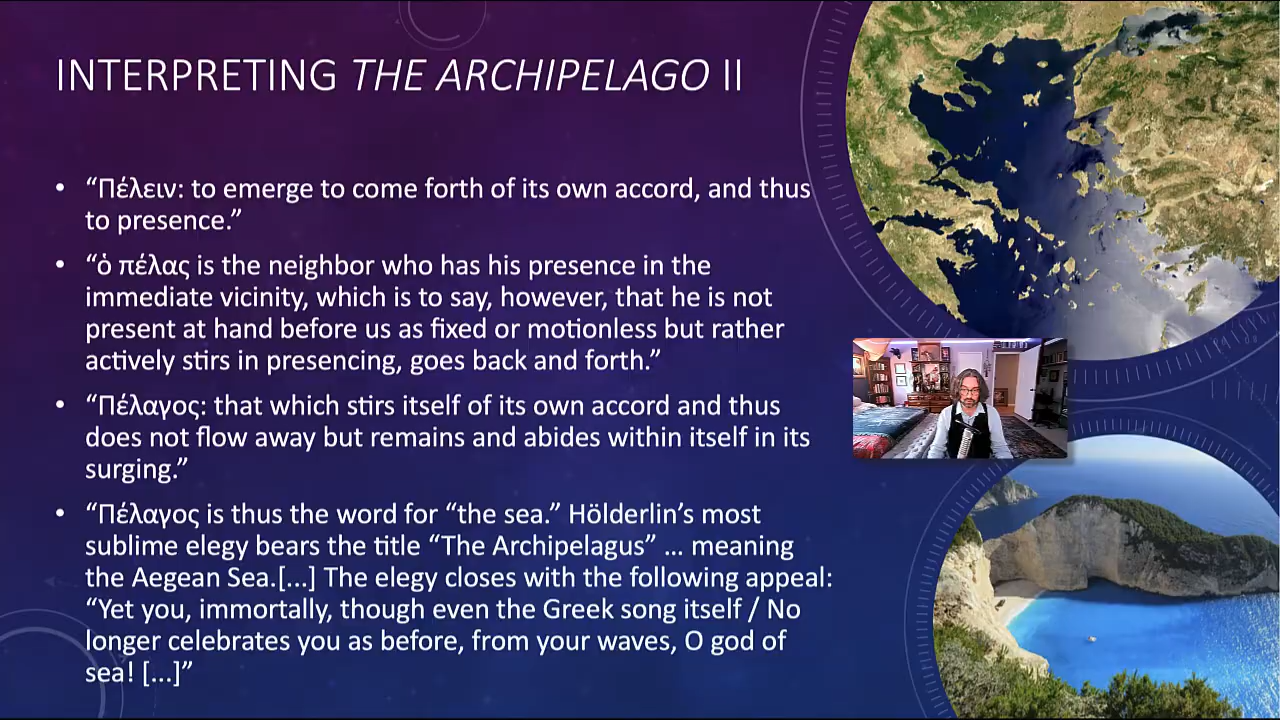 INTERPRETING THE ARCHIPELAGO II
• “Πέλειν: to emerge to come forth of its own accord, and thus
to presence.”
• “ὁ πέλας is the neighbor who has his presence in the
immediate vicinity, which is to say, however, that he is not
present at hand before us as fixed or motionless but rather
actively stirs in presencing, goes back and forth.”
• “Πέλαγος: that which stirs itself of its own accord and thus
does not flow away but remains and abides within itself in its
surging.”
• “Πέλαγος is thus the word for “the sea.” Hölderlin’s most
sublime elegy bears the title “The Archipelagus” … meaning
the Aegean Sea.[...] The elegy closes with the following appeal:
“Yet you, immortally, though even the Greek song itself / No
longer celebrates you as before, from your waves, O god of
sea! [...]”